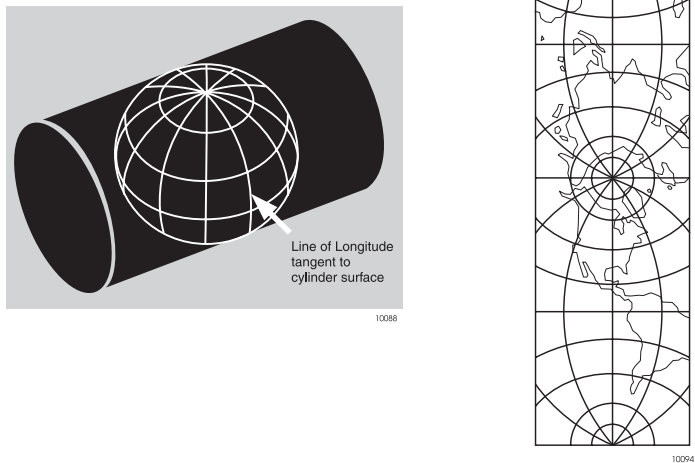 Line of Longitude
tangent to
cylinder surface
10088
10094